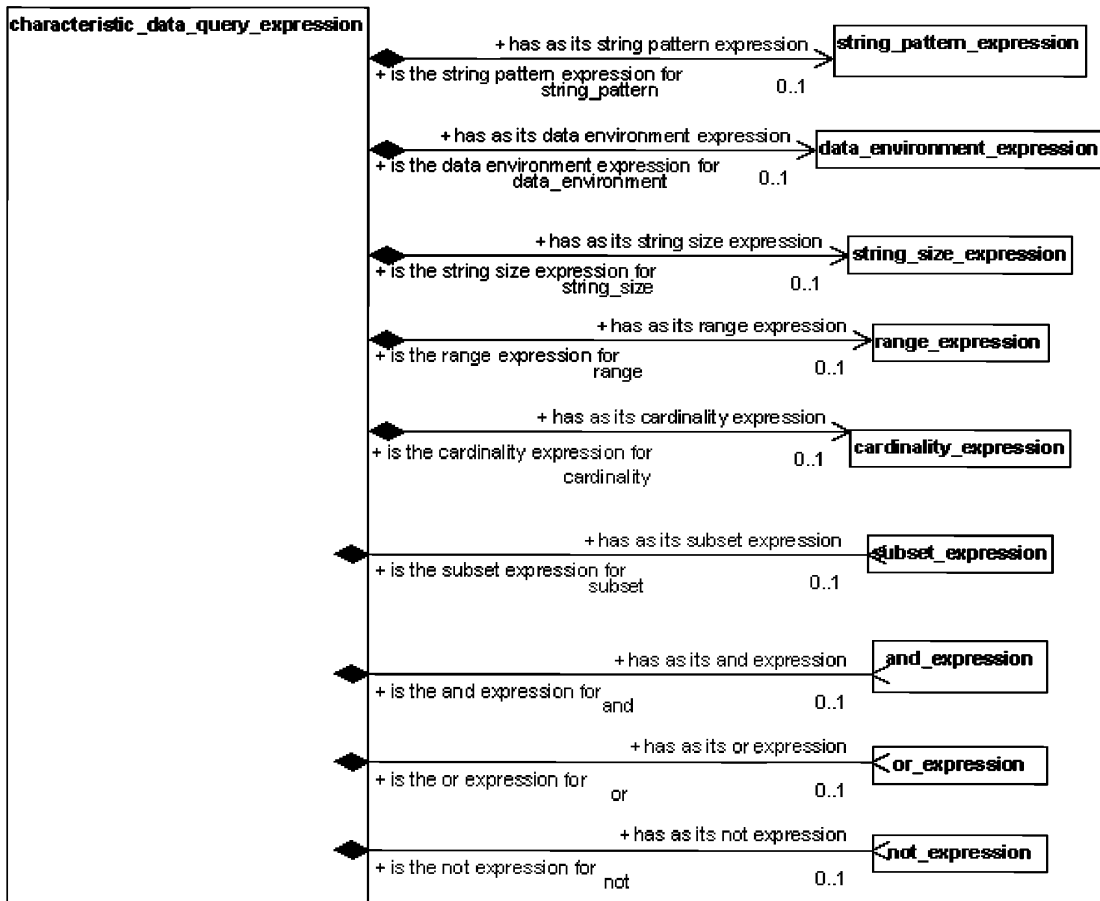 characteristic_data_query_expression
+ has as its string pattern expression
string_pattern_expression
+ is the string pattern expression for
string_pattern
0..1
+ has as its data environment expression
data_environment_expression
+ is the data environment expression for
data_environment
0..1
+ has as its string size expression
string_size_expression
+ is the string size expression for
string_size
0..1
+ has as its range expression
range_expression
+ is the range expression for
range
0..1
+ has as its cardinality expression
cardinality_expression
+ is the cardinality expression for
cardinality
0..1
+ has as its subset expression
subset_expression
+ is the subset expression for
subset
0..1
+ has as its and expression
and_expression
+ is the and expression for
and
0..1
+ has as its or expression
or_expression
+ is the or expression for
or
0..1
+ has as its not expression
not_expression
+ is the not expression for
not
0..1